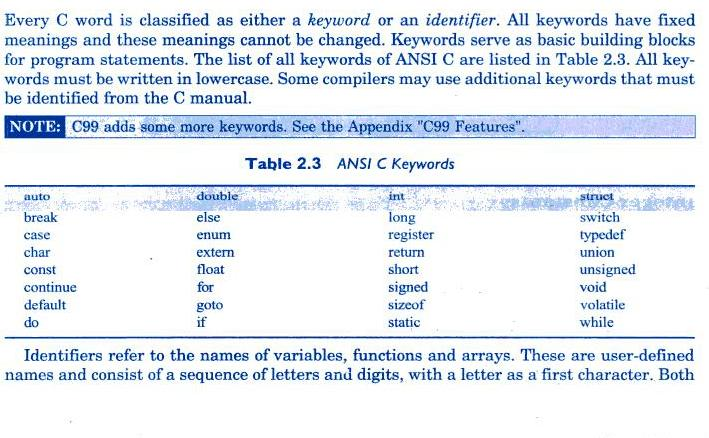 Every C word is classified as either a keyword or an identifier. All keywords have fixed
meanings and these meanings cannot be changed. Keywords serve as basic building blocks
for program statements. The list of all keywords of ANSI C are listed in Table 2.3. All key-
words must be written in lowercase. Some compilers may use additional keywords that must
be identified from the C manual.
NOTE: C99 adds some more keywords. See the Appendix "C99 Features".
Table 2.3 ANSI C Keywords
auto double int struct
break else long switch
case enum register typedef
char extern return union
const float short unsigned
continue for signed void
default goto sizeof volatile
do if static while
Identifiers refer to the names of variables, functions and arrays. These are user-defined
names and consist of a sequence of letters and digits, with a letter as a first character. Both